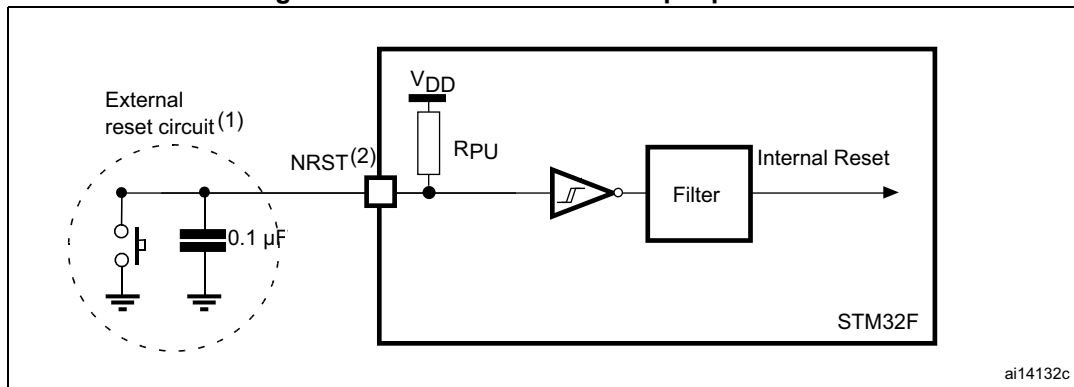 External
reset circuit(1)
NRST(2)
VDD
RPU
0.1 µF
Filter
Internal Reset
STM32F
ai14132c